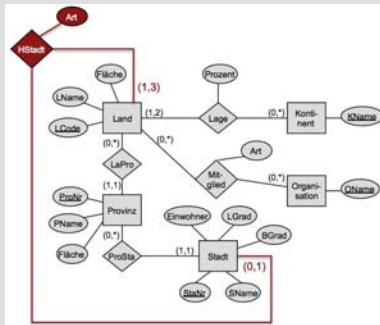 Art
HStadt
Fläche
Prozent
(1,3)
LName
Land
(1,2)
Lage
(0,*)
Konti-
nent
KName
LCode
(0,*)
(0,*)
LaPro
Art
(1,1)
Mit-
glied
(0,*)
Organi-
sation
OName
ProNr
Provinz
PName
Einwohner
LGrad
(0,*)
BGrad
Fläche
ProSta
(1,1)
Stadt
(0,1)
StaNr
SName